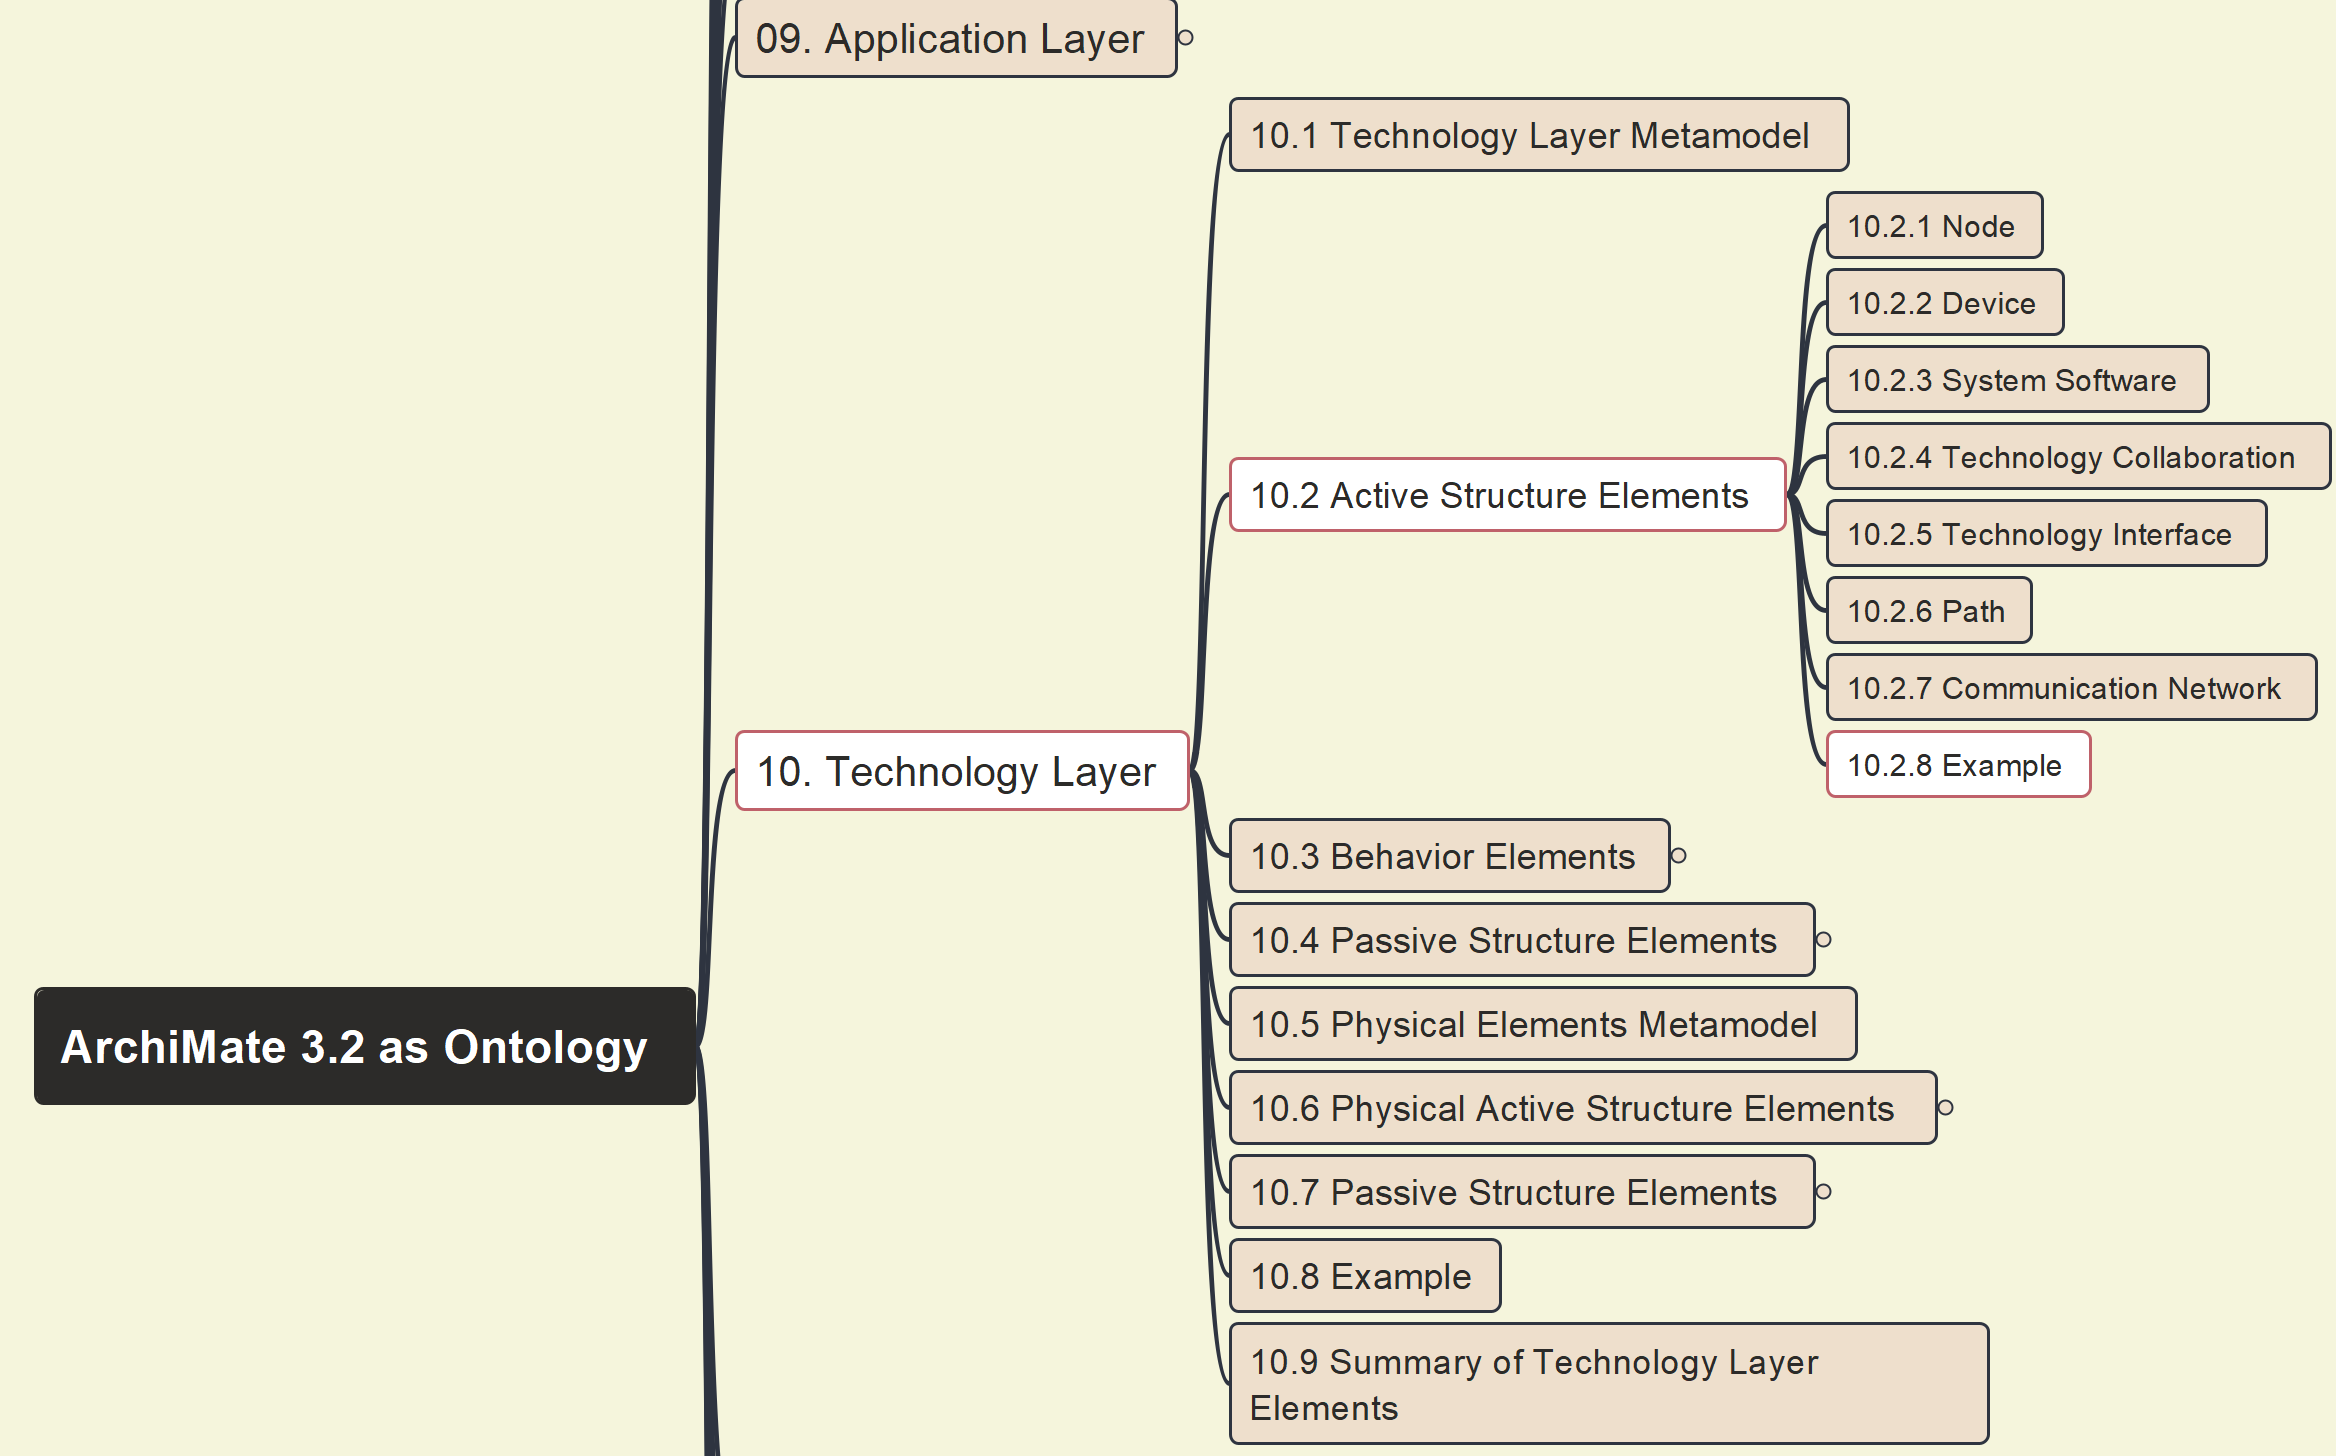 09. Application Layer
10.1 Technology Layer Metamodel
10.2.1 Node
10.2.2 Device
10.2.3 System Software
10.2.4 Technology Collaboration
10.2 Active Structure Elements
10.2.5 Technology Interface
10.2.6 Path
10.2.7 Communication Network
10.2.8 Example
10. Technology Layer
10.3 Behavior Elements
10.4 Passive Structure Elements
10.5 Physical Elements Metamodel
ArchiMate 3.2 as Ontology
10.6 Physical Active Structure Elements
10.7 Passive Structure Elements
10.8 Example
10.9 Summary of Technology Layer
Elements